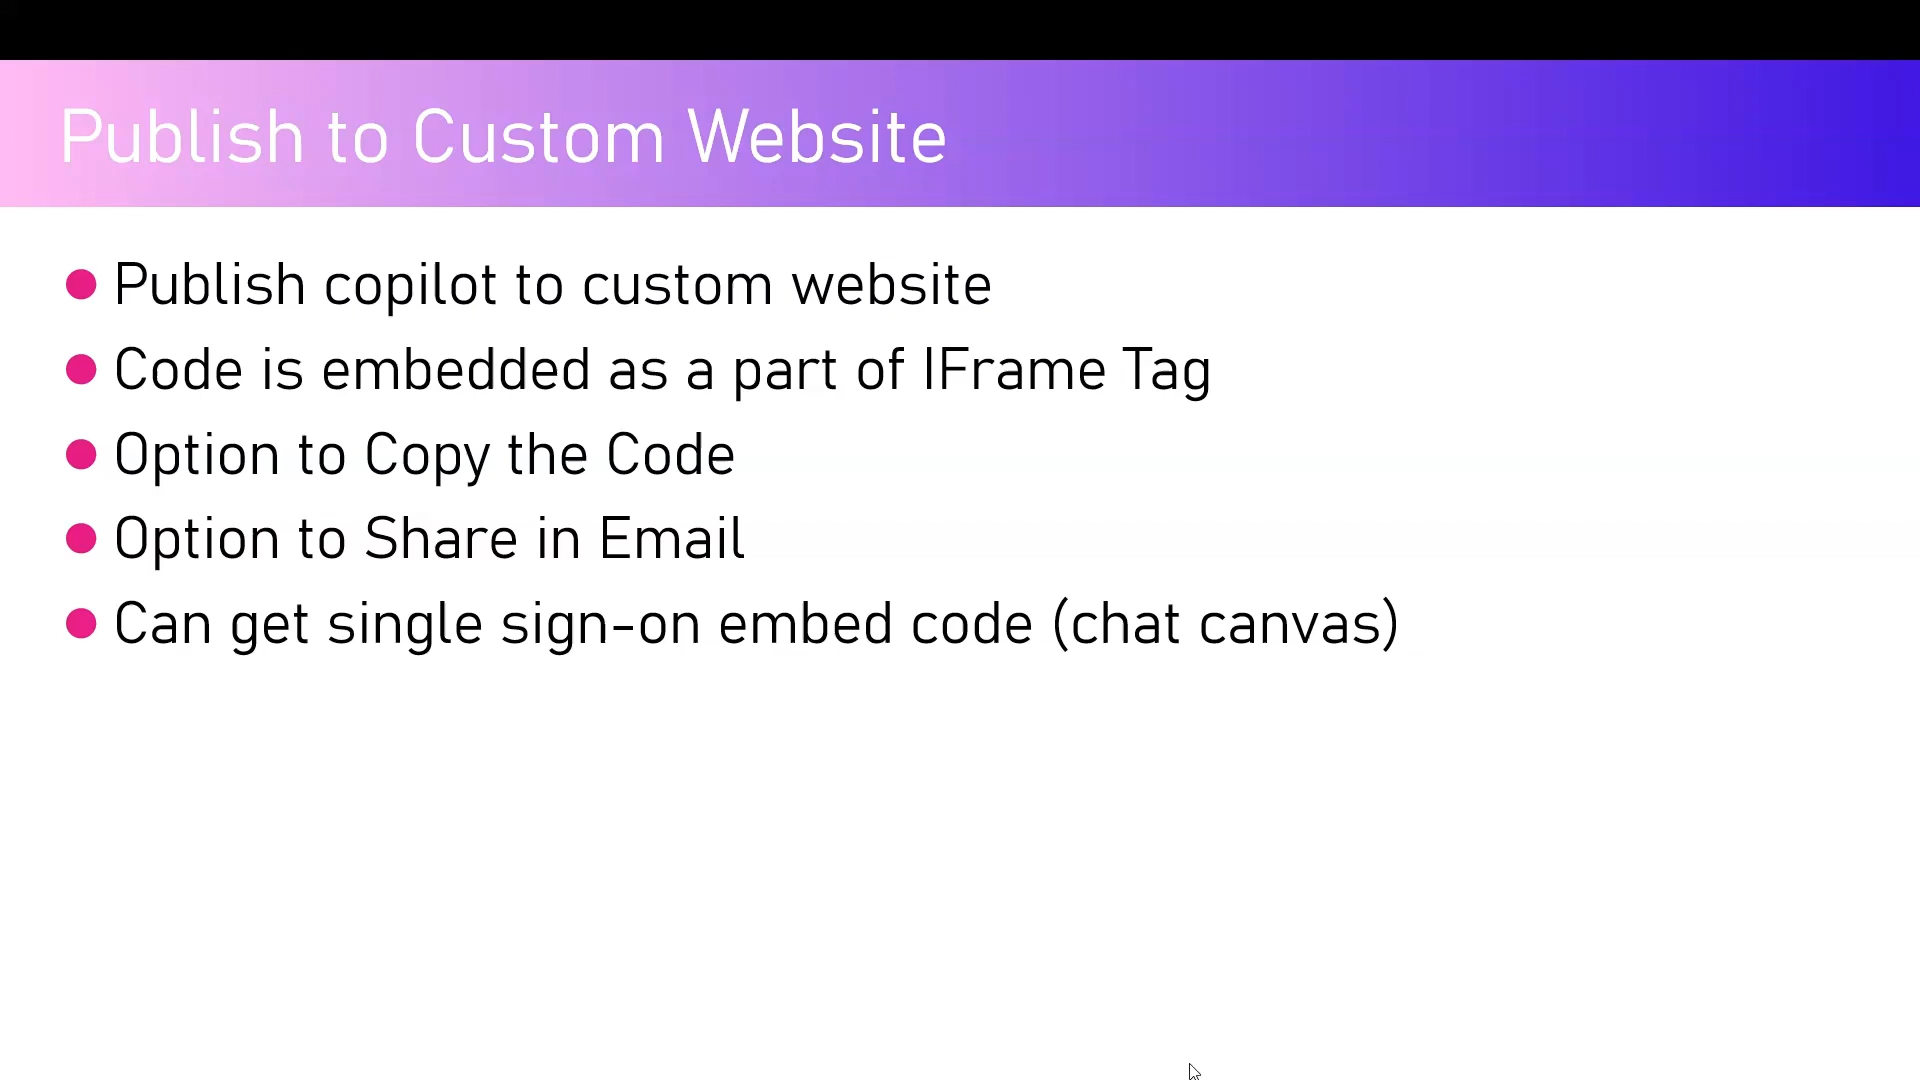 Publish to Custom Website
Publish copilot to custom website
Code is embedded as a part of IFrame Tag
Option to Copy the Code
Option to Share in Email
Can get single sign-on embed code (chat canvas)